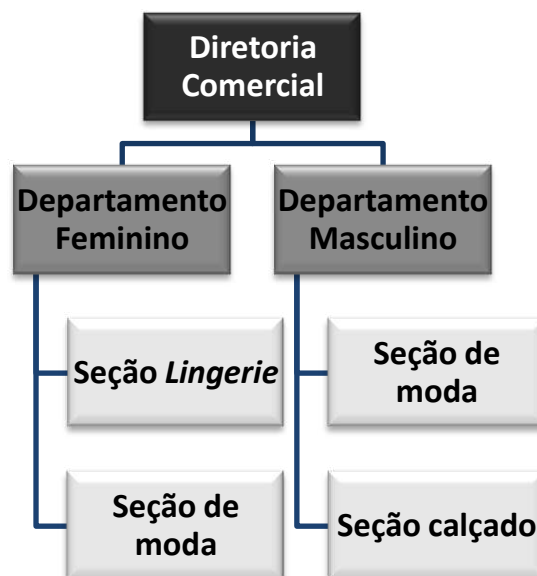 Diretoria
Comercial
Departamento
Feminino
Departamento
Masculino
Seção Lingerie
Seção de
moda
Seção de
moda
Seção calçado